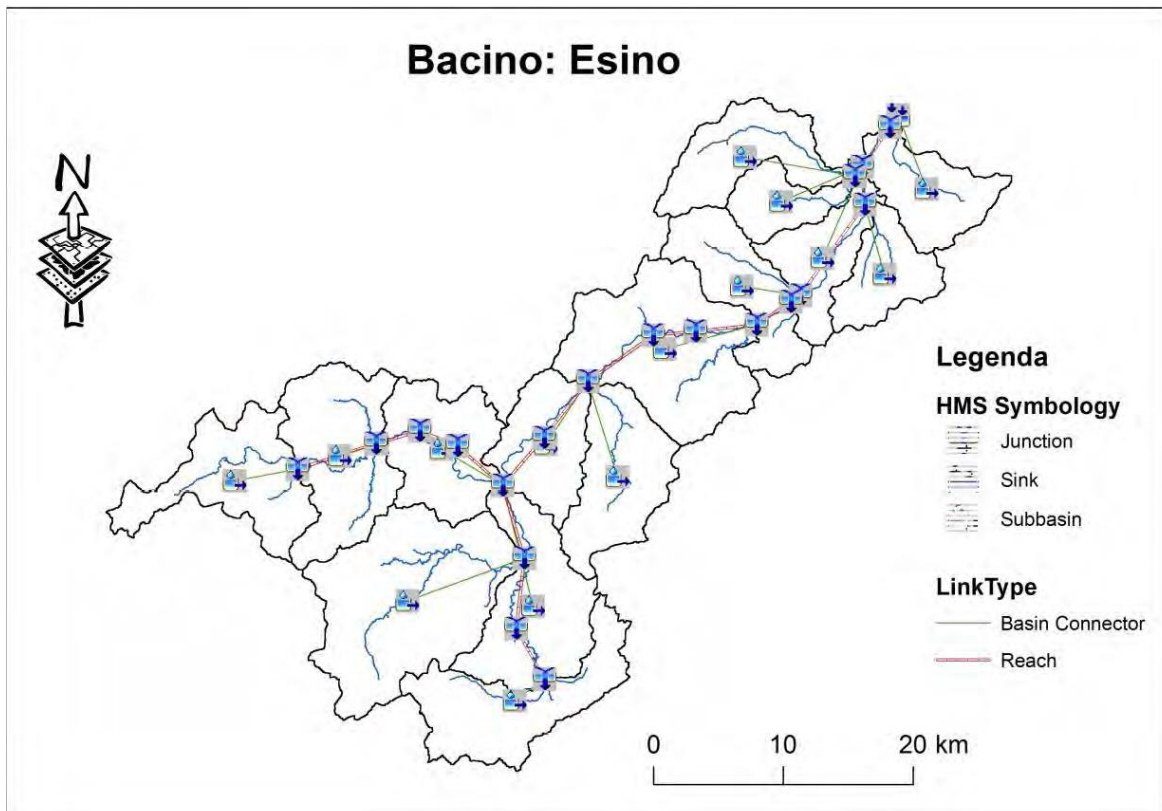 Bacino: Esino
N
Legenda
HMS Symbology
Junction
Sink
Subbasin
LinkType
Basin Connector
Reach
0 10 20 km